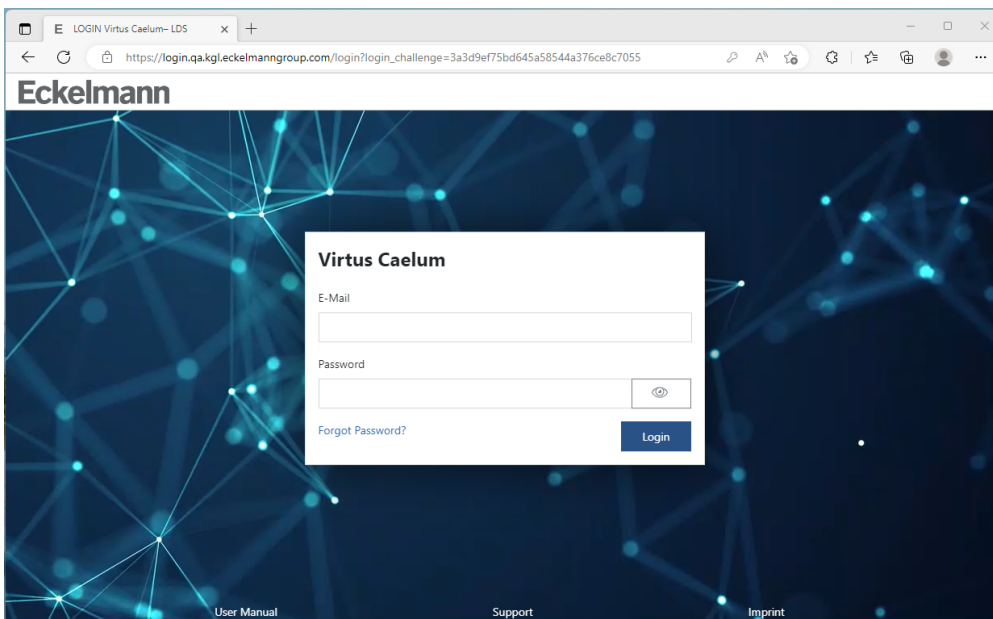 E LOGIN Virtus Caelum– LDS
https://login.qa.kgl.eckelmanngroup.com/login?login_challenge=3a3d9ef75bd645a58544a376ce8c7055
Eckelmann
Virtus Caelum
E-Mail
Password
Forgot Password?
Login
User Manual Support Imprint